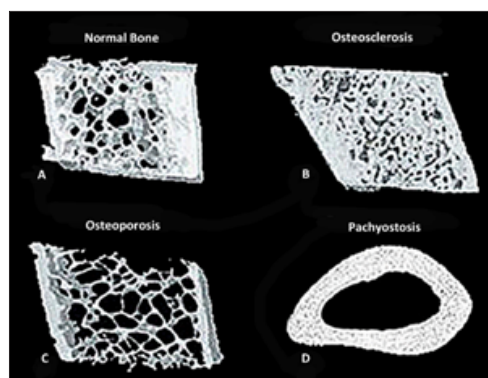 Normal Bone
Osteosclerosis
A
B
Osteoporosis
Pachyostosis
C
D